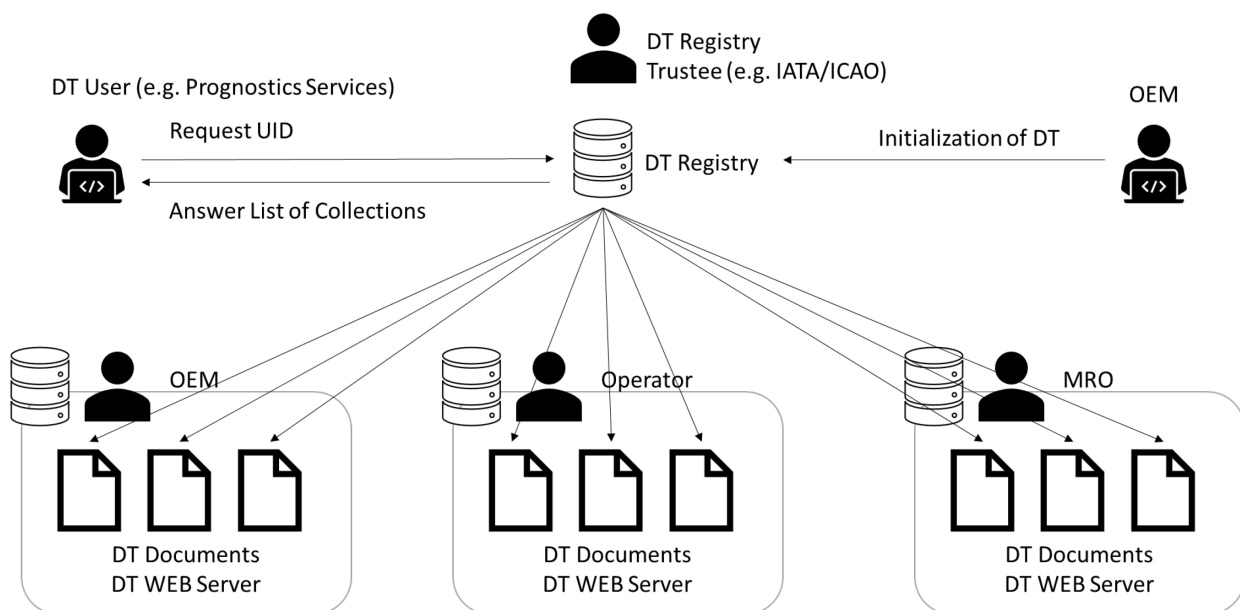 DT Registry
Trustee (e.g. IATA/ICAO)
DT User (e.g. Prognostics Services)
OEM
Request UID
Initialization of DT
DT Registry
</>
</>
Answer List of Collections
OEM
Operator
MRO
DT Documents
DT WEB Server
DT Documents
DT WEB Server
DT Documents
DT WEB Server